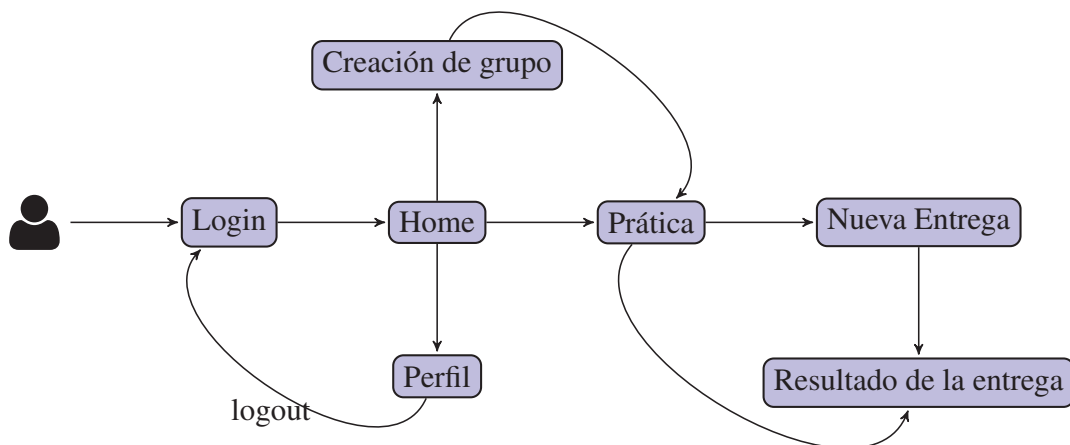 Creación de grupo
Login
Home
Prática
Nueva Entrega
Perfil
Resultado de la entrega
logout